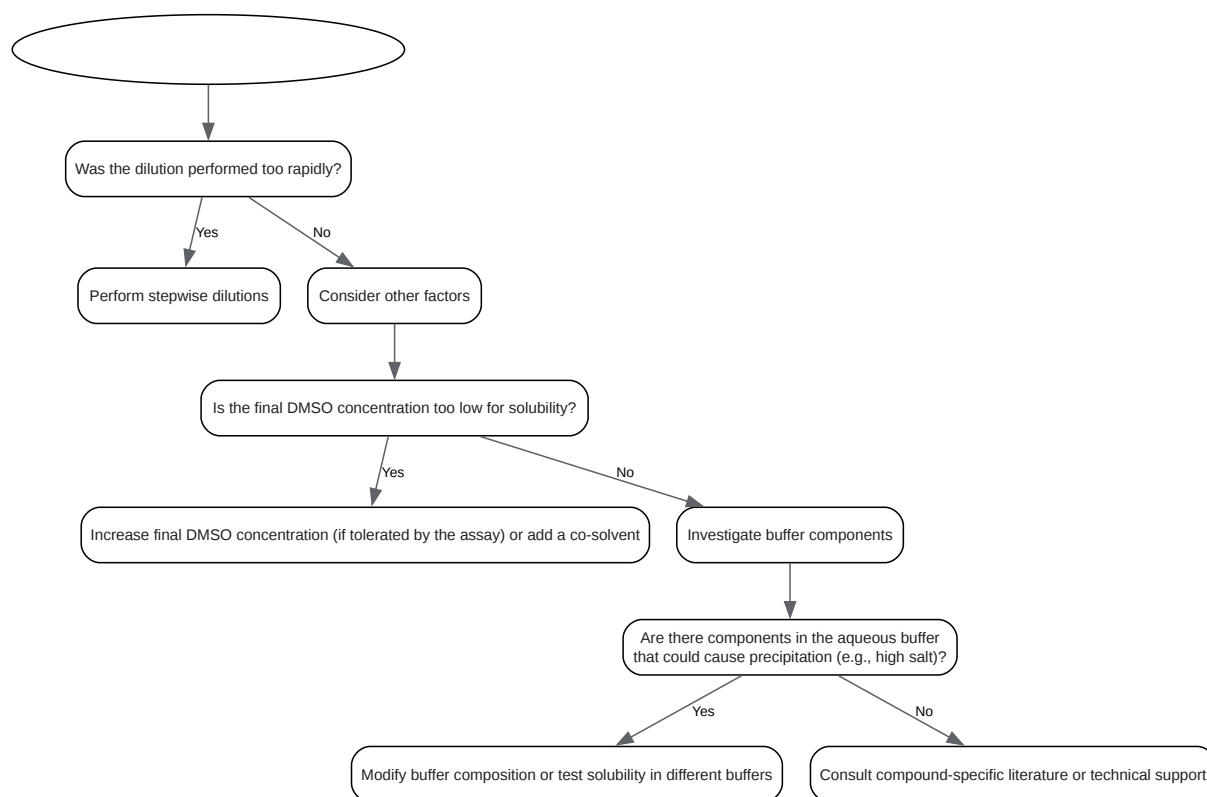 Was the dilution performed too rapidly?
Yes
No
Perform stepwise dilutions
Consider other factors
Is the final DMSO concentration too low for solubility?
Yes
No
Increase final DMSO concentration (if tolerated by the assay) or add a co-solvent
Investigate buffer components
Are there components in the aqueous buffer
that could cause precipitation (e.g., high salt)?
Yes
No
Modify buffer composition or test solubility in different buffers
Consult compound-specific literature or technical support